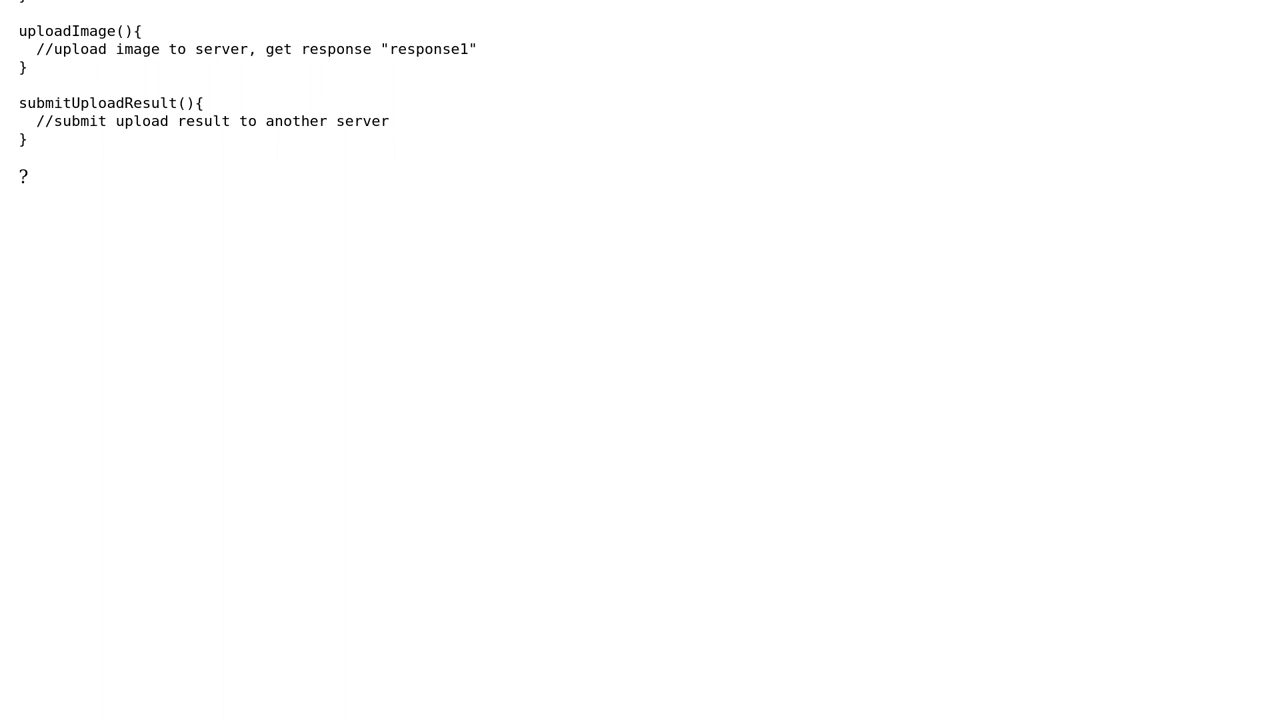 }
uploadImage(){
  //upload image to server, get response "response1"
}
submitUploadResult(){
  //submit upload result to another server
}
?